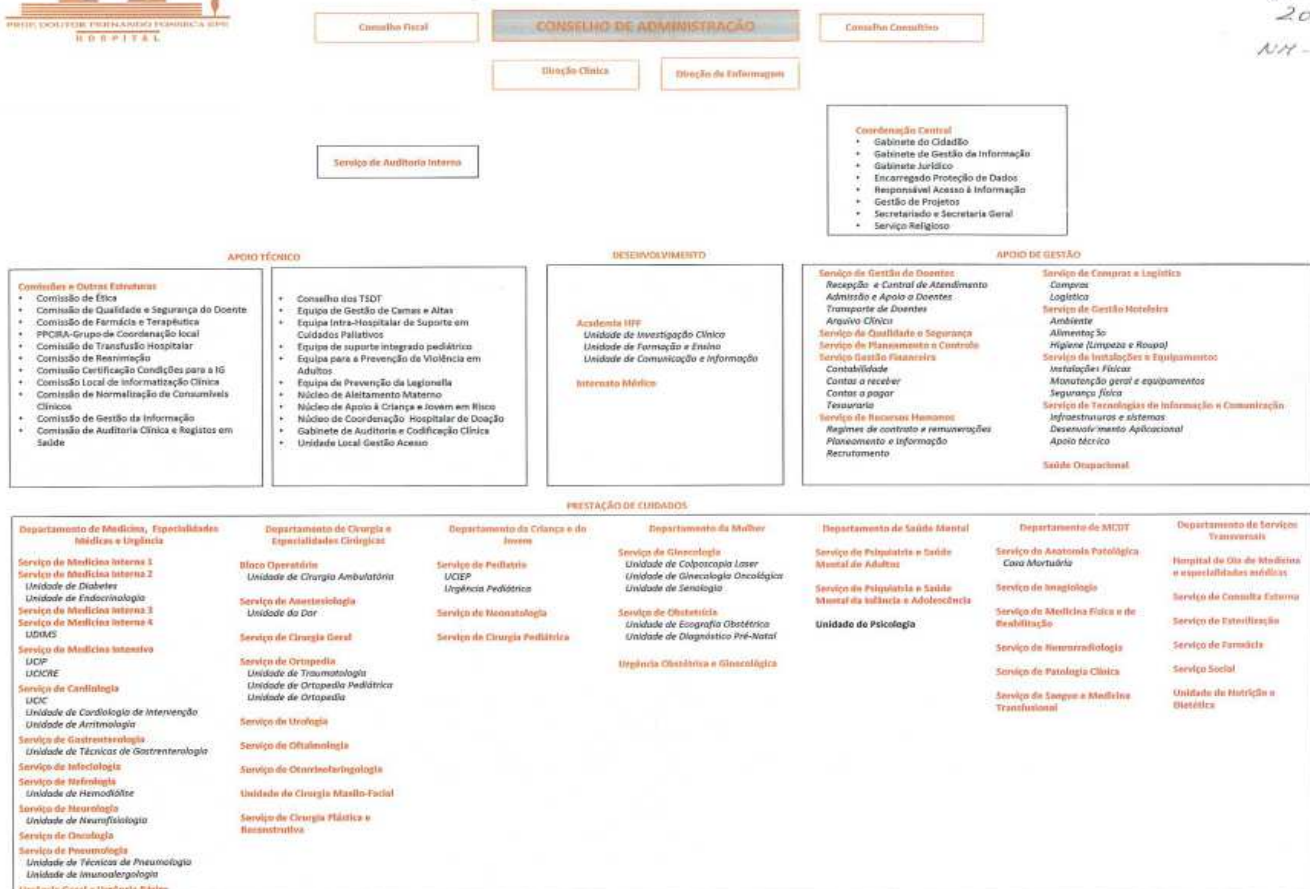 PROF. DOUTOR FERNANDO FONSECA EPE
HOSPITAL
20
NM -
Conselho Fiscal
CONSELHO DE ADMINISTRAÇÃO
Conselho Consultivo
Direção Clínica
Direção de Enfermagem
Serviço de Auditoria Interna
Coordenação Central
• Gabinete do Cidadão
• Gabinete de Gestão da Informação
• Gabinete Jurídico
• Encarregado Proteção de Dados
• Responsável Acesso à Informação
• Gestão de Projetos
• Secretariado e Secretaria Geral
• Serviço Religioso
APOIO TÉCNICO
Comissões e Outras Estruturas
• Comissão de Ética
• Comissão de Qualidade e Segurança do Doente
• Comissão de Farmácia e Terapêutica
• PPCIRA-Grupo de Coordenação local
• Comissão de Transfusão Hospitalar
• Comissão de Reanimação
• Comissão Certificação Condições para a IG
• Comissão Local de Informatização Clínica
• Comissão de Normalização de Consumíveis
Clínicos
• Comissão de Gestão da Informação
• Comissão de Auditoria Clínica e Registos em
Saúde
• Conselho dos TSDT
• Equipa de Gestão de Camas e Altas
• Equipa Intra-Hospitalar de Suporte em
Cuidados Paliativos
• Equipa de suporte integrado pediátrico
• Equipa para a Prevenção da Violência em
Adultos
• Equipa de Prevenção da Legionella
• Núcleo de Aleitamento Materno
• Núcleo de Apoio à Criança e Jovem em Risco
• Núcleo de Coordenação Hospitalar de Doação
• Gabinete de Auditoria e Codificação Clínica
• Unidade Local Gestão Acesso
DESENVOLVIMENTO
Academia HFF
Unidade de Investigação Clínica
Unidade de Formação e Ensino
Unidade de Comunicação e Informação
Internato Médico
APOIO DE GESTÃO
Serviço de Gestão de Doentes
Recepção e Central de Atendimento
Admissão e Apoio a Doentes
Transporte de Doentes
Arquivo Clínico
Serviço de Qualidade e Segurança
Serviço de Planeamento e Controlo
Serviço Gestão Financeira
Contabilidade
Contas a receber
Contas a pagar
Tesouraria
Serviço de Recursos Humanos
Regimes de contrato e remunerações
Planeamento e Informação
Recrutamento
Serviço de Compras e Logística
Compras
Logística
Serviço de Gestão Hoteleira
Ambiente
Alimentação
Higiene (Limpeza e Roupa)
Serviço de Instalações e Equipamentos
Instalações Físicas
Manutenção geral e equipamentos
Segurança física
Serviço de Tecnologias de Informação e Comunicação
Infraestruturas e sistemas
Desenvolvimento Aplicacional
Apoio técnico
Saúde Ocupacional
PRESTAÇÃO DE CUIDADOS
Departamento de Medicina, Especialidades
Médicas e Urgência
Serviço de Medicina Interna 1
Serviço de Medicina Interna 2
Unidade de Diabetes
Unidade de Endocrinologia
Serviço de Medicina Interna 3
Serviço de Medicina Interna 4
UDIMS
Serviço de Medicina Intensiva
UCIP
UCICRE
Serviço de Cardiologia
UCIC
Unidade de Cardiologia de Intervenção
Unidade de Arritmologia
Serviço de Gastrenterologia
Unidade de Técnicas de Gastrenterologia
Serviço de Infeciologia
Serviço de Nefrologia
Unidade de Hemodiálise
Serviço de Neurologia
Unidade de Neurofisiologia
Serviço de Oncologia
Serviço de Pneumologia
Unidade de Técnicas de Pneumologia
Unidade de Imunoalergologia
Urgência Geral e Urgência Básica
Departamento de Cirurgia e
Especialidades Cirúrgicas
Bloco Operatório
Unidade de Cirurgia Ambulatória
Serviço de Anestesiologia
Unidade da Dor
Serviço de Cirurgia Geral
Serviço de Ortopedia
Unidade de Traumatologia
Unidade de Ortopedia Pediátrica
Unidade de Ortopedia
Serviço de Urologia
Serviço de Oftalmologia
Serviço de Otorrinolaringologia
Unidade de Cirurgia Maxilo-Facial
Serviço de Cirurgia Plástica e
Reconstrutiva
Departamento da Criança e do
Jovem
Serviço de Pediatria
UCIEP
Urgência Pediátrica
Serviço de Neonatologia
Serviço de Cirurgia Pediátrica
Departamento da Mulher
Serviço de Ginecologia
Unidade de Colposcopia Laser
Unidade de Ginecologia Oncológica
Unidade de Senologia
Serviço de Obstetrícia
Unidade de Ecografia Obstétrica
Unidade de Diagnóstico Pré-Natal
Urgência Obstétrica e Ginecológica
Departamento de Saúde Mental
Serviço de Psiquiatria e Saúde
Mental de Adultos
Serviço de Psiquiatria e Saúde
Mental da Infância e Adolescência
Unidade de Psicologia
Departamento de MCDT
Serviço de Anatomia Patológica
Casa Mortuária
Serviço de Imagiologia
Serviço de Medicina Física e de
Reabilitação
Serviço de Neurorradiologia
Serviço de Patologia Clínica
Serviço de Sangue e Medicina
Transfusional
Departamento de Serviços
Transversais
Hospital de Dia de Medicina
e especialidades médicas
Serviço de Consulta Externa
Serviço de Esterilização
Serviço de Farmácia
Serviço Social
Unidade de Nutrição e
Dietética